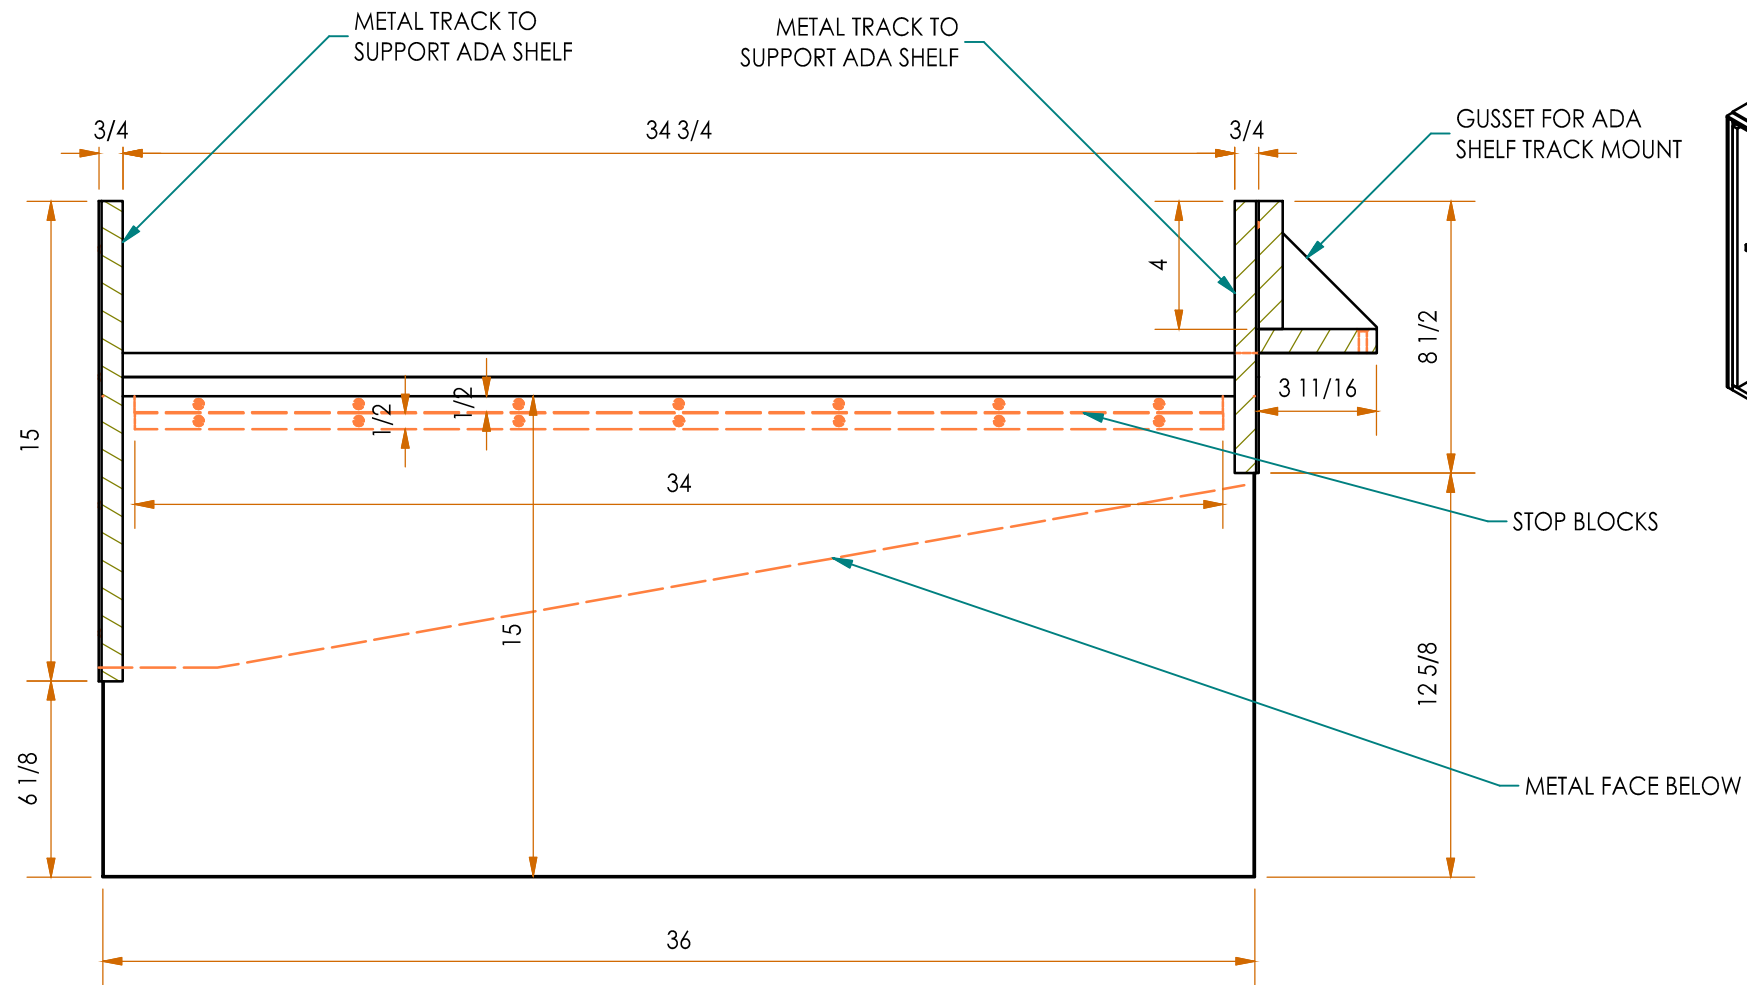 METAL TRACK TO
SUPPORT ADA SHELF
METAL TRACK TO
SUPPORT ADA SHELF
GUSSET FOR ADA
SHELF TRACK MOUNT
3/4
34 3/4
3/4
4
8 1/2
3 11/16
1/2
1/2
15
34
STOP BLOCKS
15
12 5/8
6 1/8
METAL FACE BELOW
36